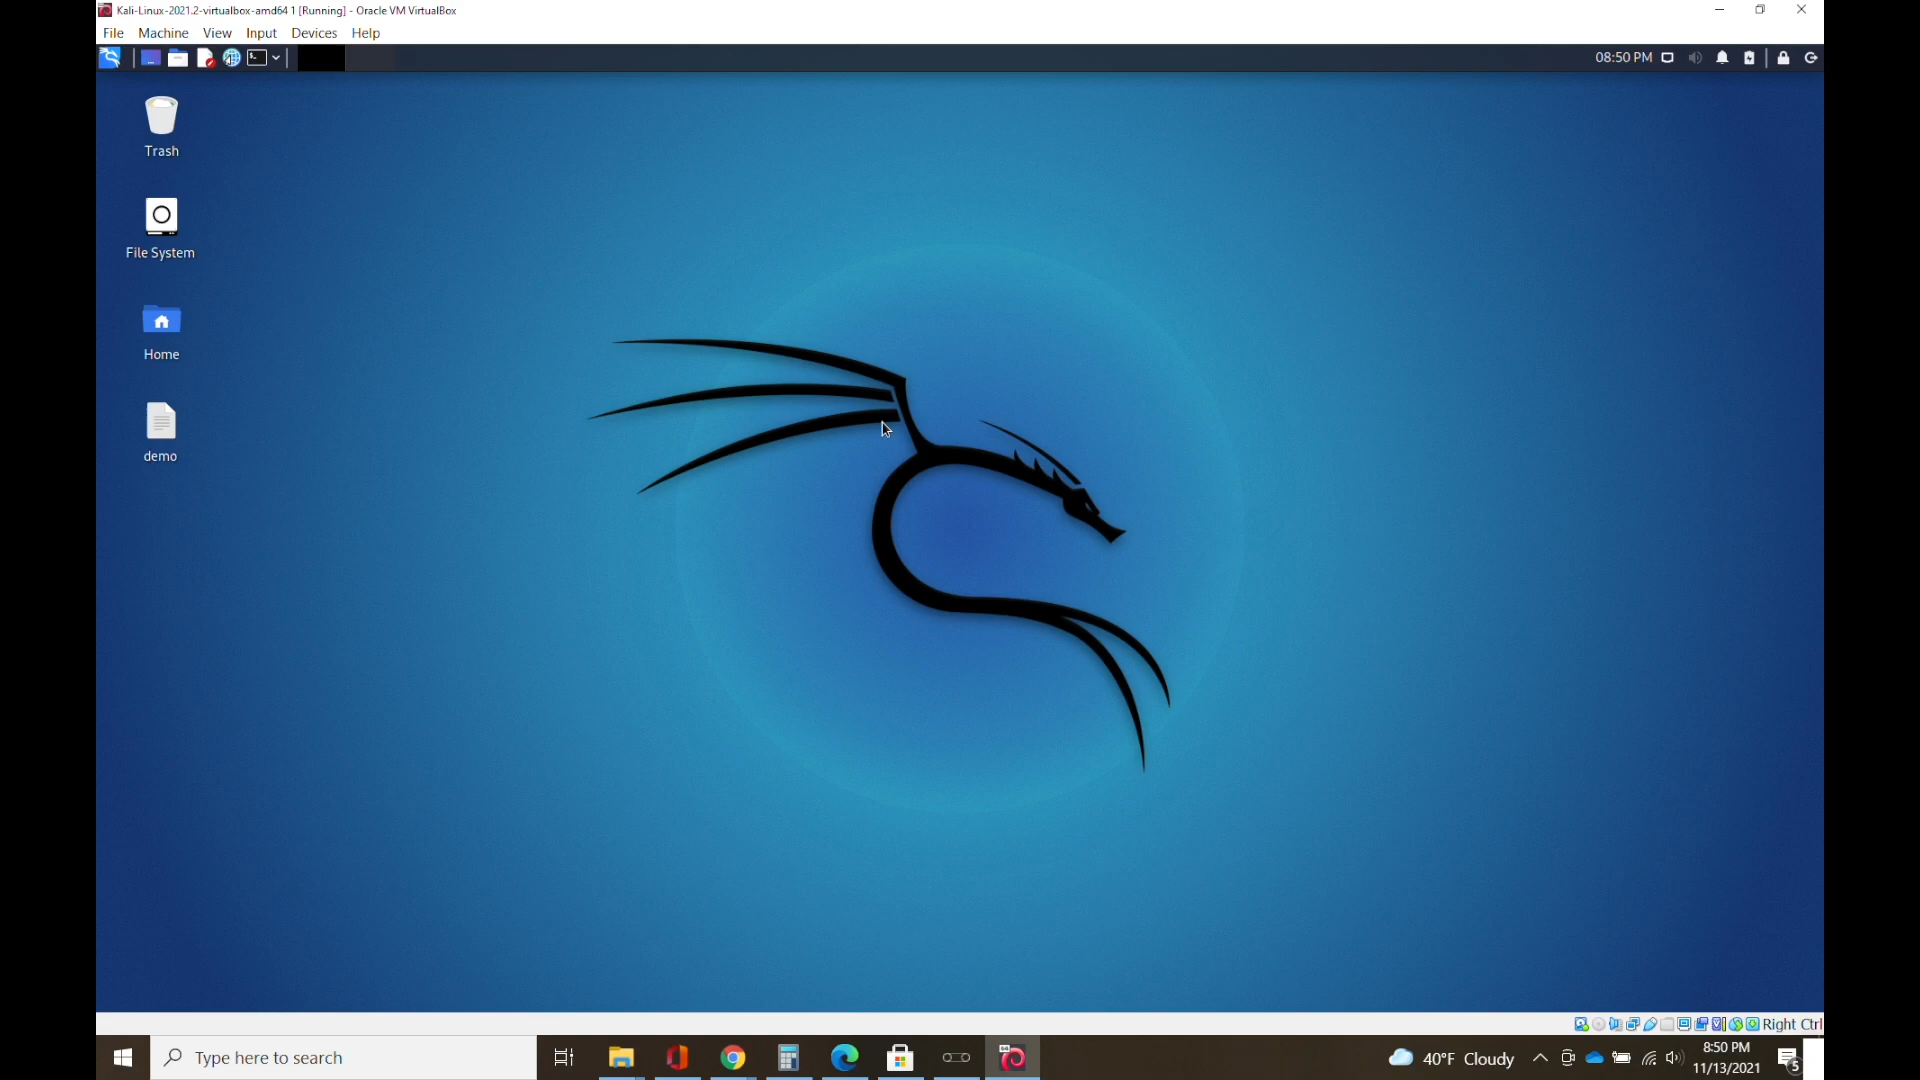 Kali-Linux-2021.2-virtualbox-amd64 1 [Running] - Oracle VM VirtualBox
File Machine View Input Devices Help
08:50 PM
Trash
File System
Home
demo
Right Ctrl
Type here to search
40°F Cloudy
8:50 PM
11/13/2021
5